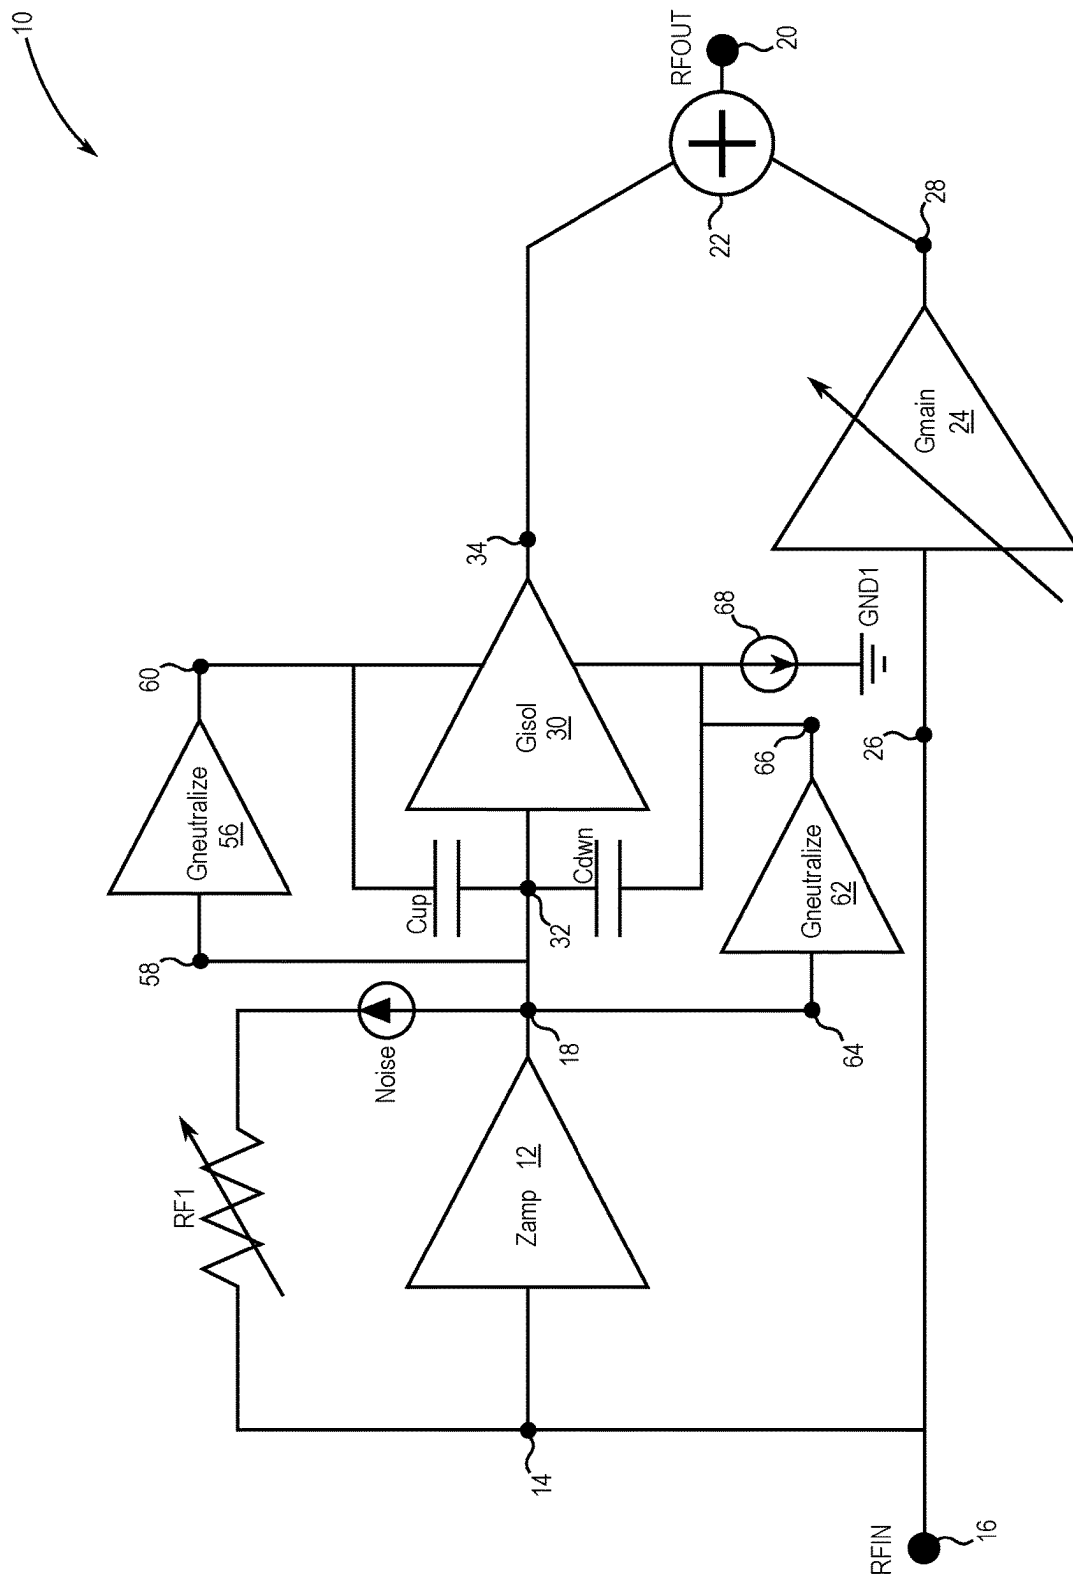 10
RFOUT
20
22
28
Gmain
24
34
60
68
GND1
Gisol
30
66
26
Gneutralize
56
Cup
Cdwn
32
Gneutralize
62
58
Noise
18
64
RF1
Zamp 12
14
RFIN
16